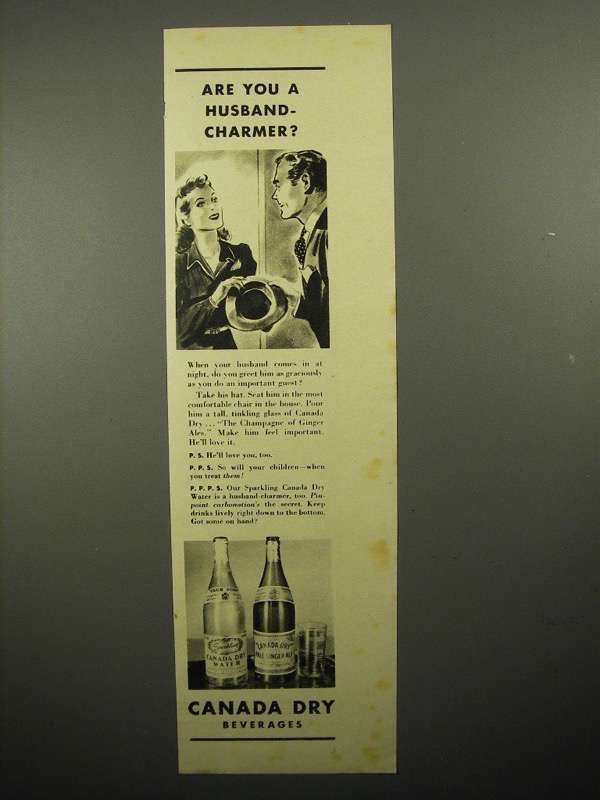 ARE YOU A
HUSBAND-
CHARMER?
When your husband comes in at
night, do you greet him as graciously
as you do an important guest?
Take his hat. Seat him in the most
comfortable chair in the house. Pour
him a tall, tinkling glass of Canada
Dry ... "The Champagne of Ginger
Ales." Make him feel important.
He'll love it.
P. S. He'll love you, too.
P. P. S. So will your children—when
you treat them!
P. P. P. S. Our Sparkling Canada Dry
Water is a husband-charmer, too. Pin-
point carbonation's the secret. Keep
drinks lively right down to the bottom.
Got some on hand?
CLUB SODA
Sparkling
CANADA DRY
WATER
"CANADA DRY"
PALE GINGER ALE
CANADA DRY
BEVERAGES